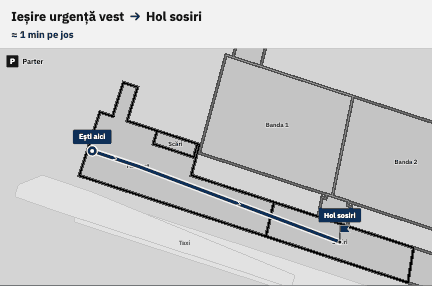 Ieșire urgență vest → Hol sosiri
≈ 1 min pe jos
P Parter
Banda 1
Ești aici
Scări
Banda 2
Hol sosiri
Taxi